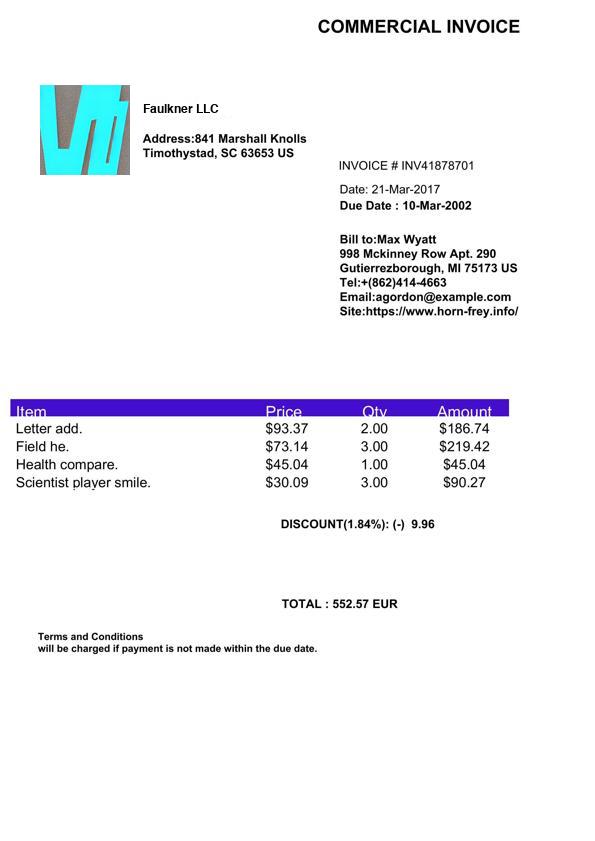 COMMERCIAL INVOICE
Faulkner LLC
Address:841 Marshall Knolls
Timothystad, SC 63653 US
INVOICE # INV41878701
Date: 21-Mar-2017
Due Date : 10-Mar-2002
Bill to:Max Wyatt
998 Mckinney Row Apt. 290
Gutierrezborough, MI 75173 US
Tel:+(862)414-4663
Email:agordon@example.com
Site:https://www.horn-frey.info/
Item Price Qty Amount
Letter add. $93.37 2.00 $186.74
Field he. $73.14 3.00 $219.42
Health compare. $45.04 1.00 $45.04
Scientist player smile. $30.09 3.00 $90.27
DISCOUNT(1.84%): (-) 9.96
TOTAL : 552.57 EUR
Terms and Conditions
will be charged if payment is not made within the due date.